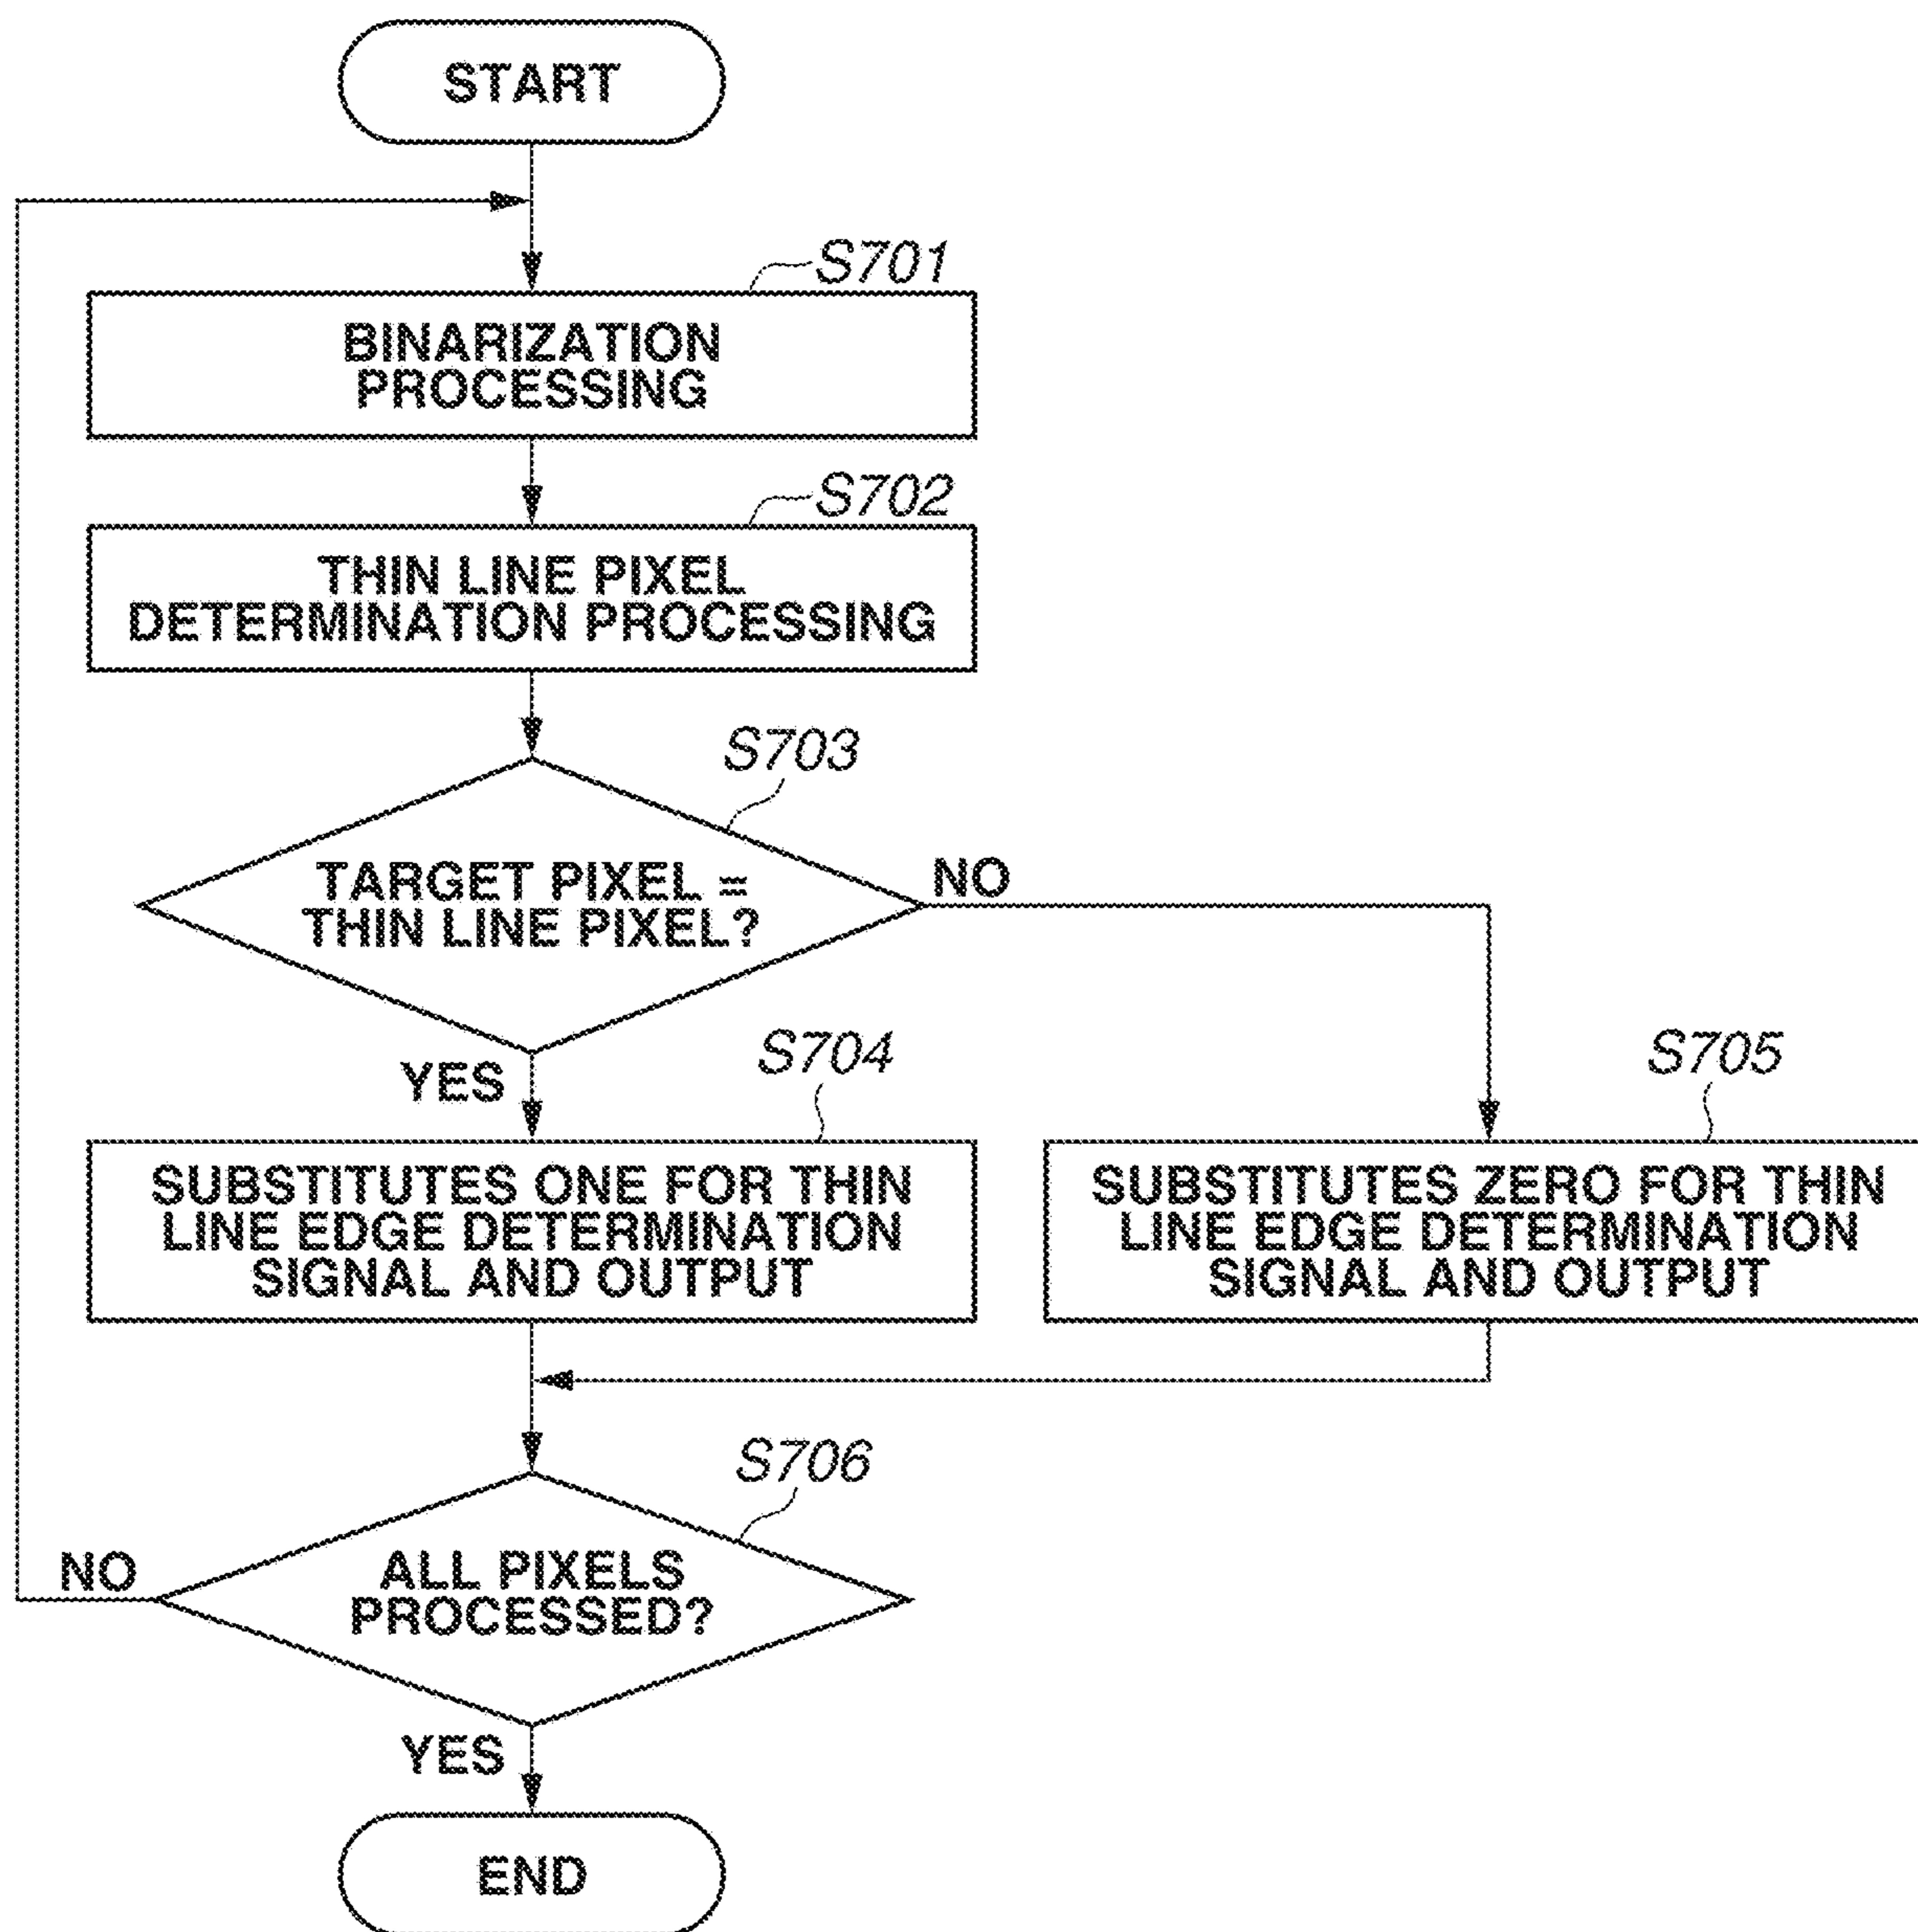 START
S701
BINARIZATION
PROCESSING
S702
THIN LINE PIXEL
DETERMINATION PROCESSING
S703
TARGET PIXEL =
THIN LINE PIXEL?
NO
YES
S704
SUBSTITUTES ONE FOR THIN
LINE EDGE DETERMINATION
SIGNAL AND OUTPUT
S705
SUBSTITUTES ZERO FOR THIN
LINE EDGE DETERMINATION
SIGNAL AND OUTPUT
S706
ALL PIXELS
PROCESSED?
NO
YES
END